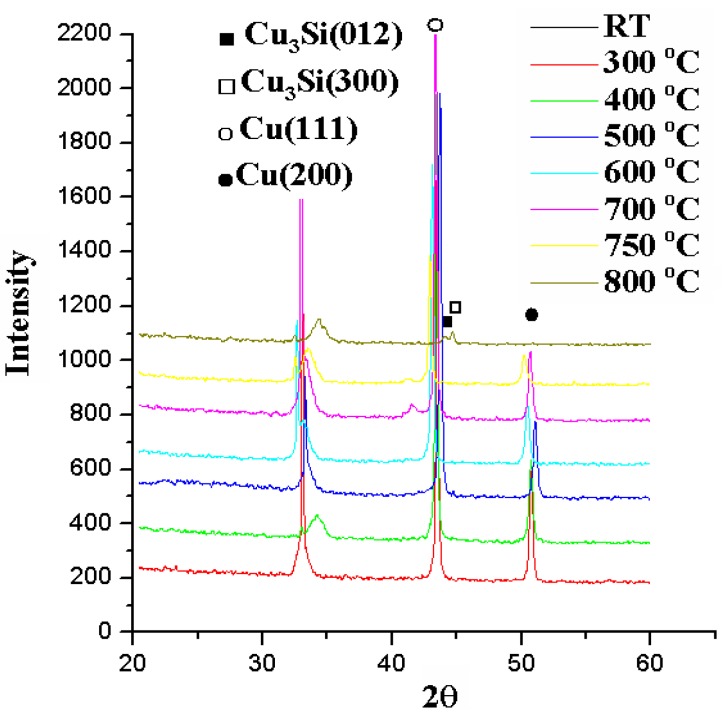 Cu₃Si(012)
Cu₃Si(300)
Cu(111)
Cu(200)
RT
300 °C
400 °C
500 °C
600 °C
700 °C
750 °C
800 °C
Intensity
2200
2000
1800
1600
1400
1200
1000
800
600
400
200
0
20
30
40
50
60
2θ